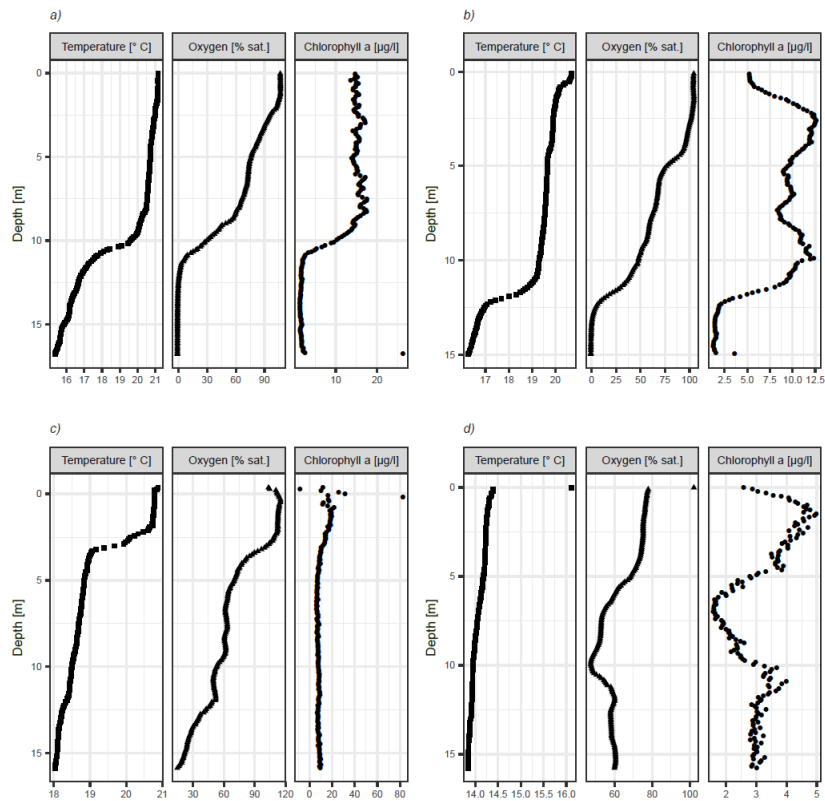 a)
Temperature [° C] Oxygen [% sat.] Chlorophyll a [µg/l]
Depth [m]
0
5
10
15
16 17 18 19 20 21
0 30 60 90
10 20
b)
Temperature [° C] Oxygen [% sat.] Chlorophyll a [µg/l]
Depth [m]
0
5
10
15
17 18 19 20
0 25 50 75 100
2.5 5.0 7.5 10.0 12.5
c)
Temperature [° C] Oxygen [% sat.] Chlorophyll a [µg/l]
Depth [m]
0
5
10
15
18 19 20 21
0 30 60 90 120
0 20 40 60 80
d)
Temperature [° C] Oxygen [% sat.] Chlorophyll a [µg/l]
Depth [m]
0
5
10
15
14.0 14.5 15.0 15.5 16.0
60 80 100
2 3 4 5